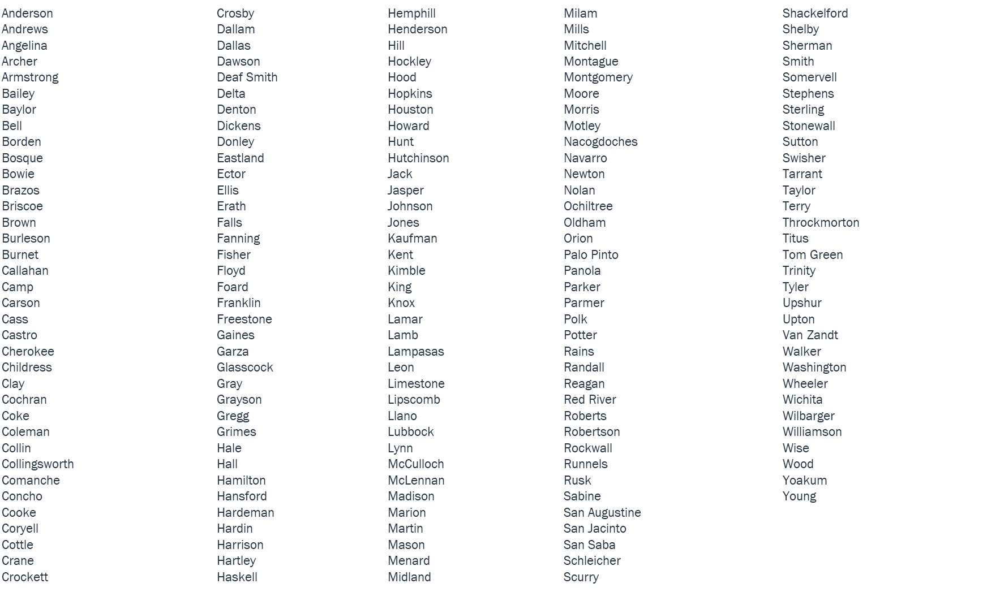 Anderson
Andrews
Angelina
Archer
Armstrong
Bailey
Baylor
Bell
Borden
Bosque
Bowie
Brazos
Briscoe
Brown
Burleson
Burnet
Callahan
Camp
Carson
Cass
Castro
Cherokee
Childress
Clay
Cochran
Coke
Coleman
Collin
Collingsworth
Comanche
Concho
Cooke
Coryell
Cottle
Crane
Crockett
Crosby
Dallam
Dallas
Dawson
Deaf Smith
Delta
Denton
Dickens
Donley
Eastland
Ector
Ellis
Erath
Falls
Fanning
Fisher
Floyd
Foard
Franklin
Freestone
Gaines
Garza
Glasscock
Gray
Grayson
Gregg
Grimes
Hale
Hall
Hamilton
Hansford
Hardeman
Hardin
Harrison
Hartley
Haskell
Hemphill
Henderson
Hill
Hockley
Hood
Hopkins
Houston
Howard
Hunt
Hutchinson
Jack
Jasper
Johnson
Jones
Kaufman
Kent
Kimble
King
Knox
Lamar
Lamb
Lampasas
Leon
Limestone
Lipscomb
Llano
Lubbock
Lynn
McCulloch
McLennan
Madison
Marion
Martin
Mason
Menard
Midland
Milam
Mills
Mitchell
Montague
Montgomery
Moore
Morris
Motley
Nacogdoches
Navarro
Newton
Nolan
Ochiltree
Oldham
Orion
Palo Pinto
Panola
Parker
Parmer
Polk
Potter
Rains
Randall
Reagan
Red River
Roberts
Robertson
Rockwall
Runnels
Rusk
Sabine
San Augustine
San Jacinto
San Saba
Schleicher
Scurry
Shackelford
Shelby
Sherman
Smith
Somervell
Stephens
Sterling
Stonewall
Sutton
Swisher
Tarrant
Taylor
Terry
Throckmorton
Titus
Tom Green
Trinity
Tyler
Upshur
Upton
Van Zandt
Walker
Washington
Wheeler
Wichita
Wilbarger
Williamson
Wise
Wood
Yoakum
Young